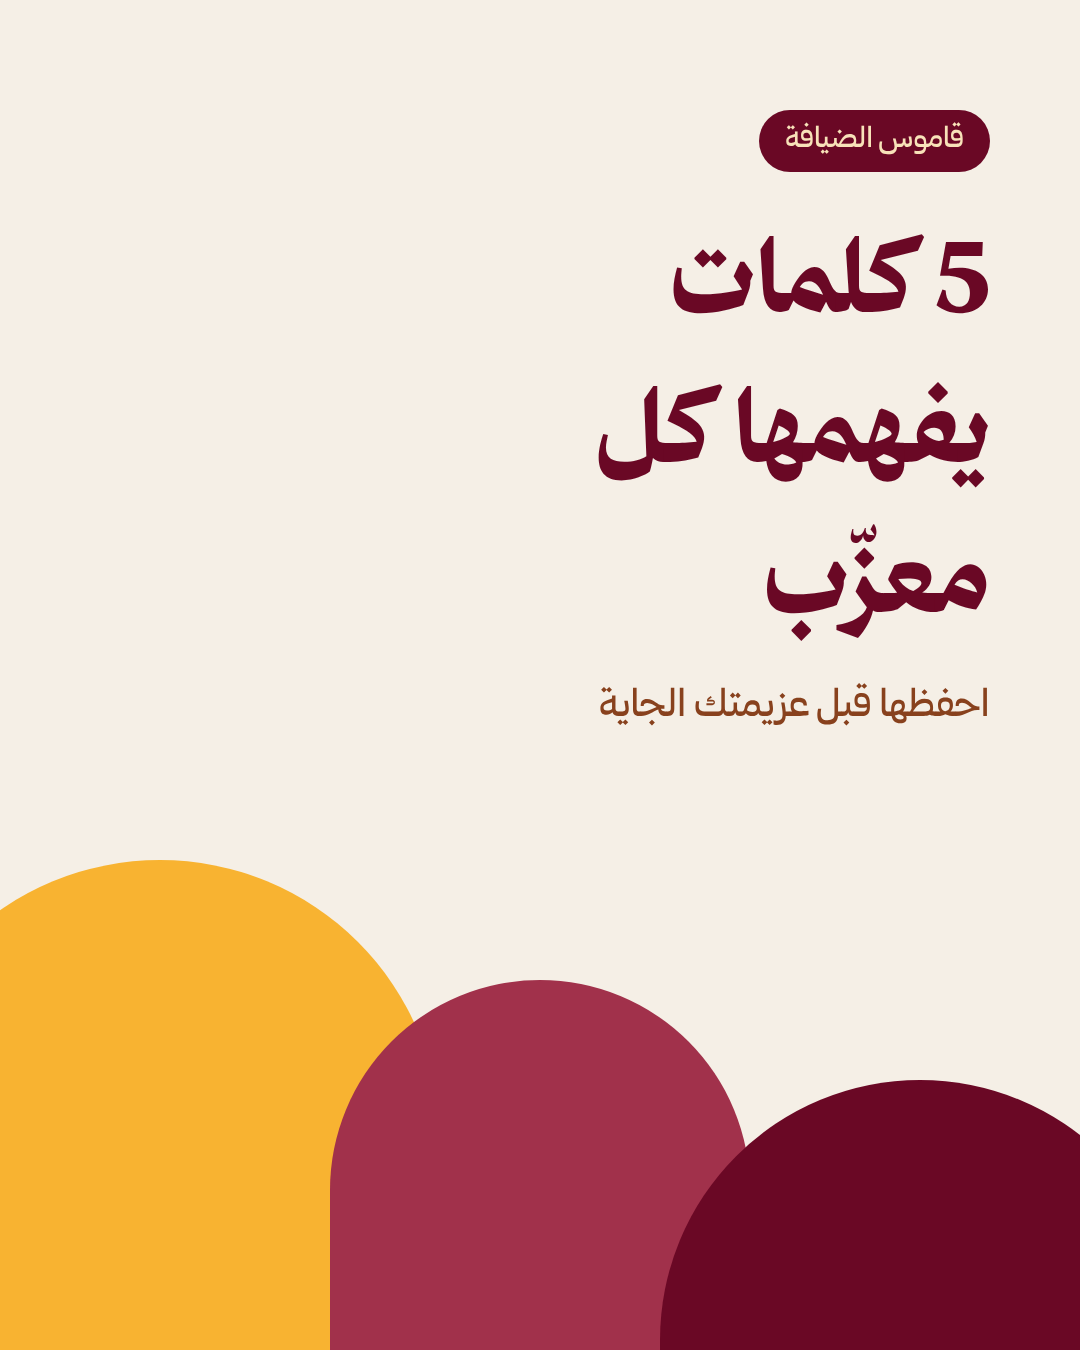 قاموس الضيافة
5 كلمات
يفهمها كل
معزّب
احفظها قبل عزيمتك الجاية